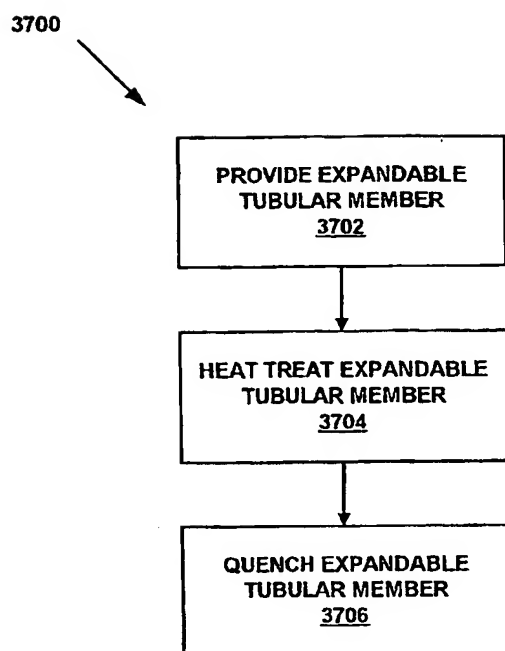 3700
PROVIDE EXPANDABLE
TUBULAR MEMBER
3702
HEAT TREAT EXPANDABLE
TUBULAR MEMBER
3704
QUENCH EXPANDABLE
TUBULAR MEMBER
3706